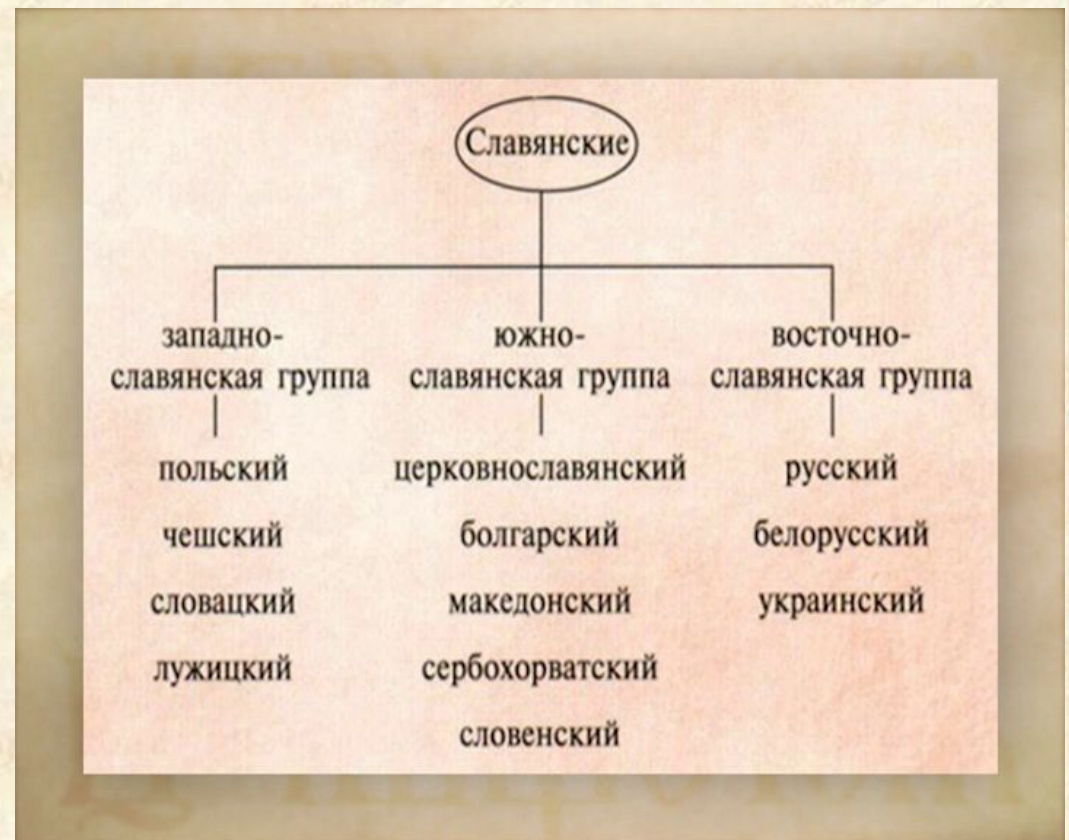 Славянские
западно-
славянская группа
южно-
славянская группа
восточно-
славянская группа
польский
чешский
словацкий
лужицкий
церковнославянский
болгарский
македонский
сербохорватский
словенский
русский
белорусский
украинский